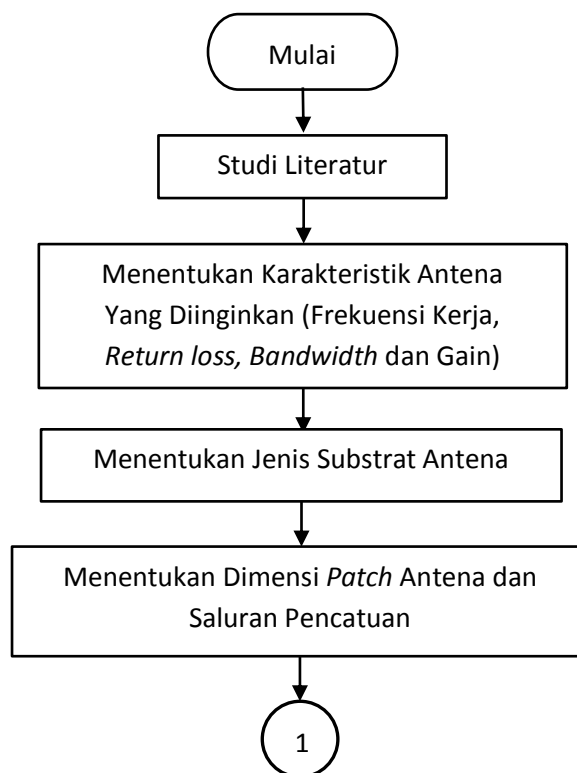 Mulai
Studi Literatur
Menentukan Karakteristik Antena
Yang Diinginkan (Frekuensi Kerja,
Return loss, Bandwidth dan Gain)
Menentukan Jenis Substrat Antena
Menentukan Dimensi Patch Antena dan
Saluran Pencatuan
1